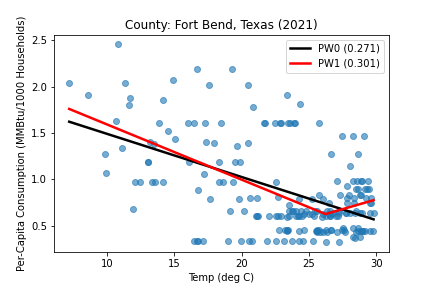 County: Fort Bend, Texas (2021)
Per-Capita Consumption (MMBtu/1000 Households)
2.5
2.0
1.5
1.0
0.5
PW0 (0.271)
PW1 (0.301)
10
15
20
25
30
Temp (deg C)